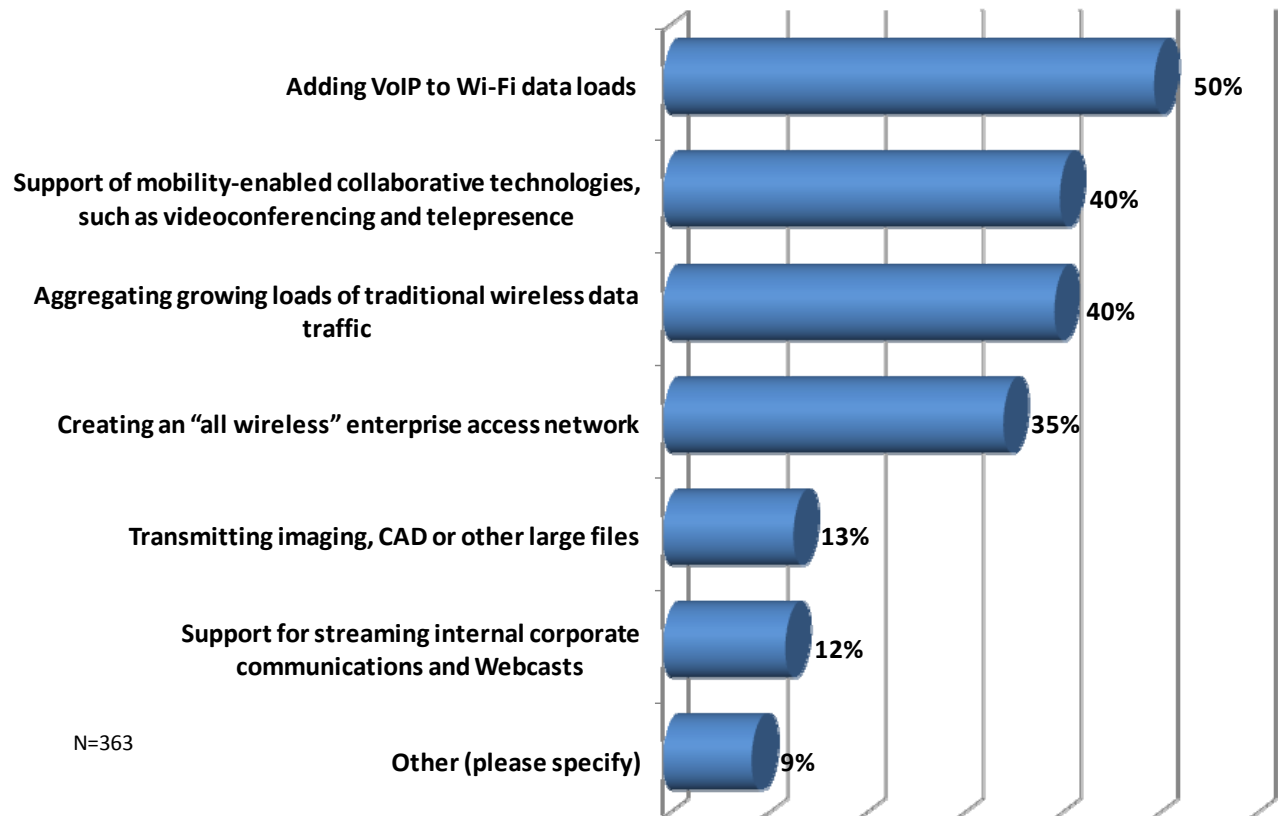 Adding VoIP to Wi-Fi data loads
50%
Support of mobility-enabled collaborative technologies,
such as videoconferencing and telepresence
40%
Aggregating growing loads of traditional wireless data
traffic
40%
Creating an “all wireless” enterprise access network
35%
Transmitting imaging, CAD or other large files
13%
Support for streaming internal corporate
communications and Webcasts
12%
N=363
Other (please specify)
9%